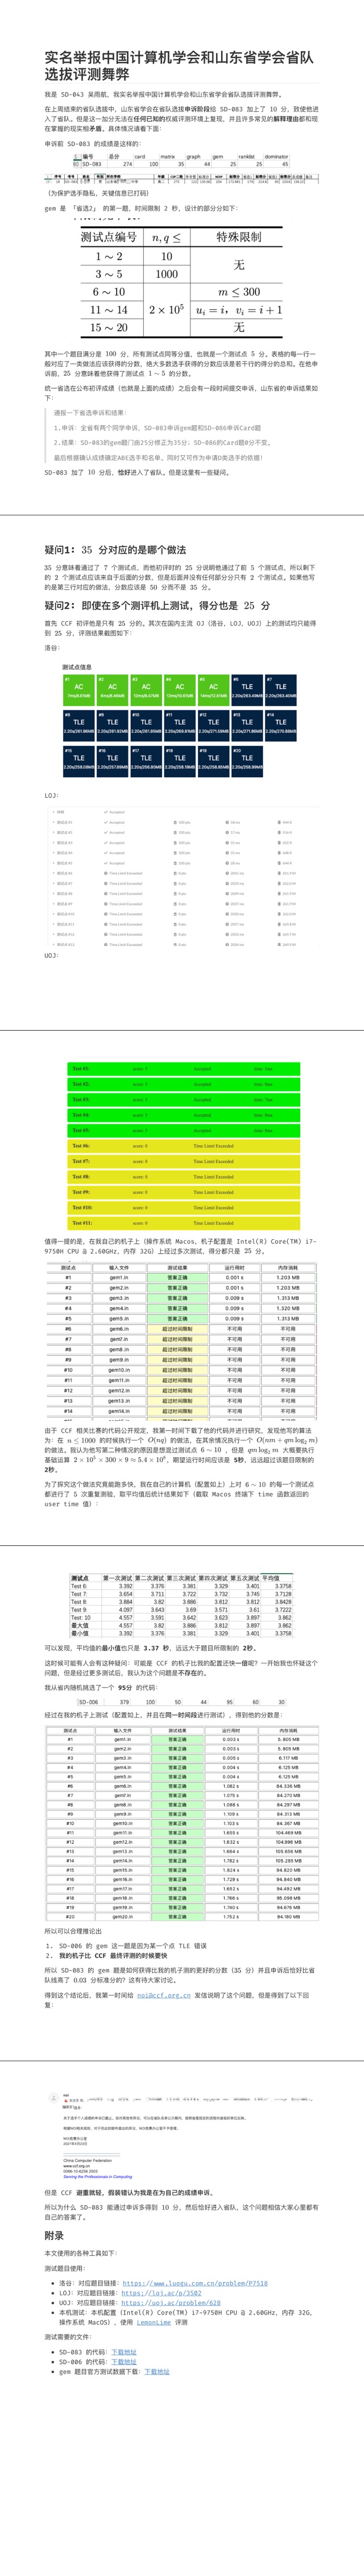 实名举报中国计算机学会和山东省学会省队
选拔评测舞弊
我是 SD-043 吴雨航，我实名举报中国计算机学会和山东省学会省队选拔评测舞弊。
在上周结束的省队选拔中，山东省学会在省队选拔申诉阶段给 SD-083 加上了 10 分，致使他进
入了省队。但是这一加分无法在任何已知的权威评测环境上复现，并且许多常见的解释理由都和现
在掌握的现实相矛盾。具体情况请看下面：
申诉前 SD-083 的成绩是这样的：
编号 总分 card matrix graph gem ranklist dominator
SD-083 274 100 35 44 25 25 45
（为保护选手隐私，关键信息已打码）
gem 是 「省选2」 的第一题，时间限制 2 秒，设计的部分分如下：
测试点编号 n, q ≤ 特殊限制
1 ~ 2 10 无
3 ~ 5 1000
6 ~ 10 2 × 10⁵ m ≤ 300
11 ~ 14 u_i = i, v_i = i + 1
15 ~ 20 无
其中一个题目满分是 100 分，所有测试点同等分值，也就是一个测试点 5 分。表格的每一行一
般对应了一类做法应该获得的分数，绝大多数选手获得的分数应该是若干行的得分的总和。在他申
诉前，25 分意味着他获得了测试点 1 ~ 5 的分数。
统一省选在公布初评成绩（也就是上面的成绩）之后会有一段时间提交申诉，山东省的申诉结果如
下：
通报一下省选申诉和结果：
1.申诉：全省有两个同学申诉，SD-083申诉gem题和SD-086申诉Card题
2.结果：SD-083的gem题门由25分修正为35分；SD-086的Card题0分不变。
最后根据确认成绩确定ABE选手和名单。同时又可作为申请D类选手的依据！
SD-083 加了 10 分后，恰好进入了省队。但是这里有一些疑问。
疑问1： 35 分对应的是哪个做法
35 分意味着通过了 7 个测试点，而他初评时的 25 分说明他通过了前 5 个测试点，所以剩下
的 2 个测试点应该来自于后面的分数，但是后面并没有任何部分分只有 2 个测试点。如果他写
的是第三行对应的做法，分数应该是 50 分而不是 35 分。
疑问2： 即使在多个测评机上测试，得分也是 25 分
首先 CCF 初评他是只有 25 分的。其次在国内主流 OJ（洛谷，LOJ，UOJ）上的测试均只能得
到 25 分，评测结果截图如下：
洛谷：
测试点信息
#1 AC
#2 AC
#3 AC
#4 AC
#5 AC
#6 TLE
#7 TLE
#8 TLE
#9 TLE
#10 TLE
#11 TLE
#12 TLE
#13 TLE
#14 TLE
#15 TLE
#16 TLE
#17 TLE
#18 TLE
#19 TLE
#20 TLE
LOJ：
UOJ：
Test #1: score: 5 Accepted
Test #2: score: 5 Accepted
Test #3: score: 5 Accepted
Test #4: score: 5 Accepted
Test #5: score: 5 Accepted
Test #6: score: 0 Time Limit Exceeded
Test #7: score: 0 Time Limit Exceeded
Test #8: score: 0 Time Limit Exceeded
Test #9: score: 0 Time Limit Exceeded
Test #10: score: 0 Time Limit Exceeded
Test #11: score: 0 Time Limit Exceeded
值得一提的是，在我自己的机子上（操作系统 Macos，机子配置是 Intel(R) Core(TM) i7-
9750H CPU @ 2.60GHz，内存 32G）上经过多次测试，得分都只是 25 分。
测试点 输入文件 测试结果 运行用时 内存消耗
#1 gem1.in 答案正确 0.001 s 1.203 MB
#2 gem2.in 答案正确 0.001 s 1.203 MB
#3 gem3.in 答案正确 0.009 s 1.313 MB
#4 gem4.in 答案正确 0.009 s 1.320 MB
#5 gem5.in 答案正确 0.009 s 1.313 MB
#6 gem6.in 超过时间限制 不可用 不可用
#7 gem7.in 超过时间限制 不可用 不可用
#8 gem8.in 超过时间限制 不可用 不可用
#9 gem9.in 超过时间限制 不可用 不可用
#10 gem10.in 超过时间限制 不可用 不可用
#11 gem11.in 超过时间限制 不可用 不可用
#12 gem12.in 超过时间限制 不可用 不可用
#13 gem13.in 超过时间限制 不可用 不可用
#14 gem14.in 超过时间限制 不可用 不可用
由于 CCF 相关比赛的代码公开规定，我第一时间下载了他的代码并进行研究。发现他写的算法
为：在 n ≤ 1000 的时候执行一个 O(nq) 的做法，在其余情况执行一个 O(nm + qm log₂ m)
的做法。我认为他写第二种情况的原因是想混过测试点 6 ~ 10 ，但是 qm log₂ m 大概要执行
基础运算 2 × 10⁵ × 300 × 9 ≈ 5.4 × 10⁸，期望运行时间应该是 5秒，远远超过该题目限制的
2秒。
为了探究这个做法究竟能跑多快，我在自己的计算机（配置如上）上对 6 ~ 10 的每一个测试点
都进行了 5 次重复测验，取平均值后统计结果如下（截取 Macos 终端下 time 函数返回的
user time 值）：
测试点 第一次测试 第二次测试 第三次测试 第四次测试 第五次测试 平均值
Test 6: 3.392 3.376 3.381 3.329 3.401 3.3758
Test 7: 3.654 3.711 3.722 3.732 3.745 3.7128
Test 8: 3.884 3.82 3.886 3.812 3.812 3.8428
Test 9: 4.097 3.643 3.69 3.571 3.61 3.7222
Test: 10 4.557 3.591 3.642 3.623 3.897 3.862
最大值 4.557 3.82 3.886 3.812 3.897 3.862
最小值 3.392 3.376 3.381 3.329 3.401 3.3758
可以发现，平均值的最小值也只是 3.37 秒，远远大于题目所限制的 2秒。
这时候可能有人会有这种疑问：可能是 CCF 的机子比我的配置还快一倍呢？一开始我也怀疑这个
问题，但是经过更多测试后，我认为这个问题是不存在的。
我从省内随机挑选了一个 95分 的代码：
SD-006 379 100 50 44 95 60 30
经过在我的机子上测试（配置如上，并且在同一时间段进行测试），得到他的分数是：
测试点 输入文件 测试结果 运行用时 内存消耗
#1 gem1.in 答案正确 0.003 s 5.805 MB
#2 gem2.in 答案正确 0.003 s 5.805 MB
#3 gem3.in 答案正确 0.005 s 6.117 MB
#4 gem4.in 答案正确 0.004 s 6.125 MB
#5 gem5.in 答案正确 0.004 s 6.125 MB
#6 gem6.in 答案正确 1.082 s 84.336 MB
#7 gem7.in 答案正确 1.075 s 84.270 MB
#8 gem8.in 答案正确 1.088 s 84.297 MB
#9 gem9.in 答案正确 1.109 s 84.313 MB
#10 gem10.in 答案正确 1.103 s 84.367 MB
#11 gem11.in 答案正确 1.695 s 104.469 MB
#12 gem12.in 答案正确 1.632 s 104.896 MB
#13 gem13.in 答案正确 1.664 s 105.656 MB
#14 gem14.in 答案正确 1.782 s 105.285 MB
#15 gem15.in 答案正确 1.824 s 94.820 MB
#16 gem16.in 答案正确 1.729 s 94.840 MB
#17 gem17.in 答案正确 1.692 s 94.492 MB
#18 gem18.in 答案正确 1.766 s 95.098 MB
#19 gem19.in 答案正确 1.740 s 94.676 MB
#20 gem20.in 答案正确 1.752 s 94.180 MB
所以可以合理推论出
1. SD-006 的 gem 这一题是因为某一个点 TLE 错误
2. 我的机子比 CCF 最终评测的时候要快
所以 SD-083 的 gem 题是如何获得比我的机子测的更好的分数（35 分）并且申诉后恰好比省
队线高了 0.03 分标准分的？这有待大家讨论。
得到这个结论后，我第一时间给 noi@ccf.org.cn 发信说明了这个问题，但是得到了以下回
复：
NOI竞赛办公室
2021年4月23日
China Computer Federation
www.ccf.org.cn
Serving the Professionals in Computing
但是 CCF 避重就轻，假装错认为我是在为自己的成绩申诉。
所以为什么 SD-083 能通过申诉多得到 10 分，然后恰好进入省队，这个问题相信大家心里都有
自己的答案了。
附录
本文使用的各种工具如下：
测试题目使用：
洛谷：对应题目链接：https://www.luogu.com.cn/problem/P7518
LOJ：对应题目链接：https://loj.ac/p/3502
UOJ：对应题目链接：https://uoj.ac/problem/628
本机测试：本机配置（Intel(R) Core(TM) i7-9750H CPU @ 2.60GHz，内存 32G，
操作系统 MacOS），使用 LemonLime 评测
测试需要的文件：
SD-083 的代码：下载地址
SD-006 的代码：下载地址
gem 题目官方测试数据下载：下载地址